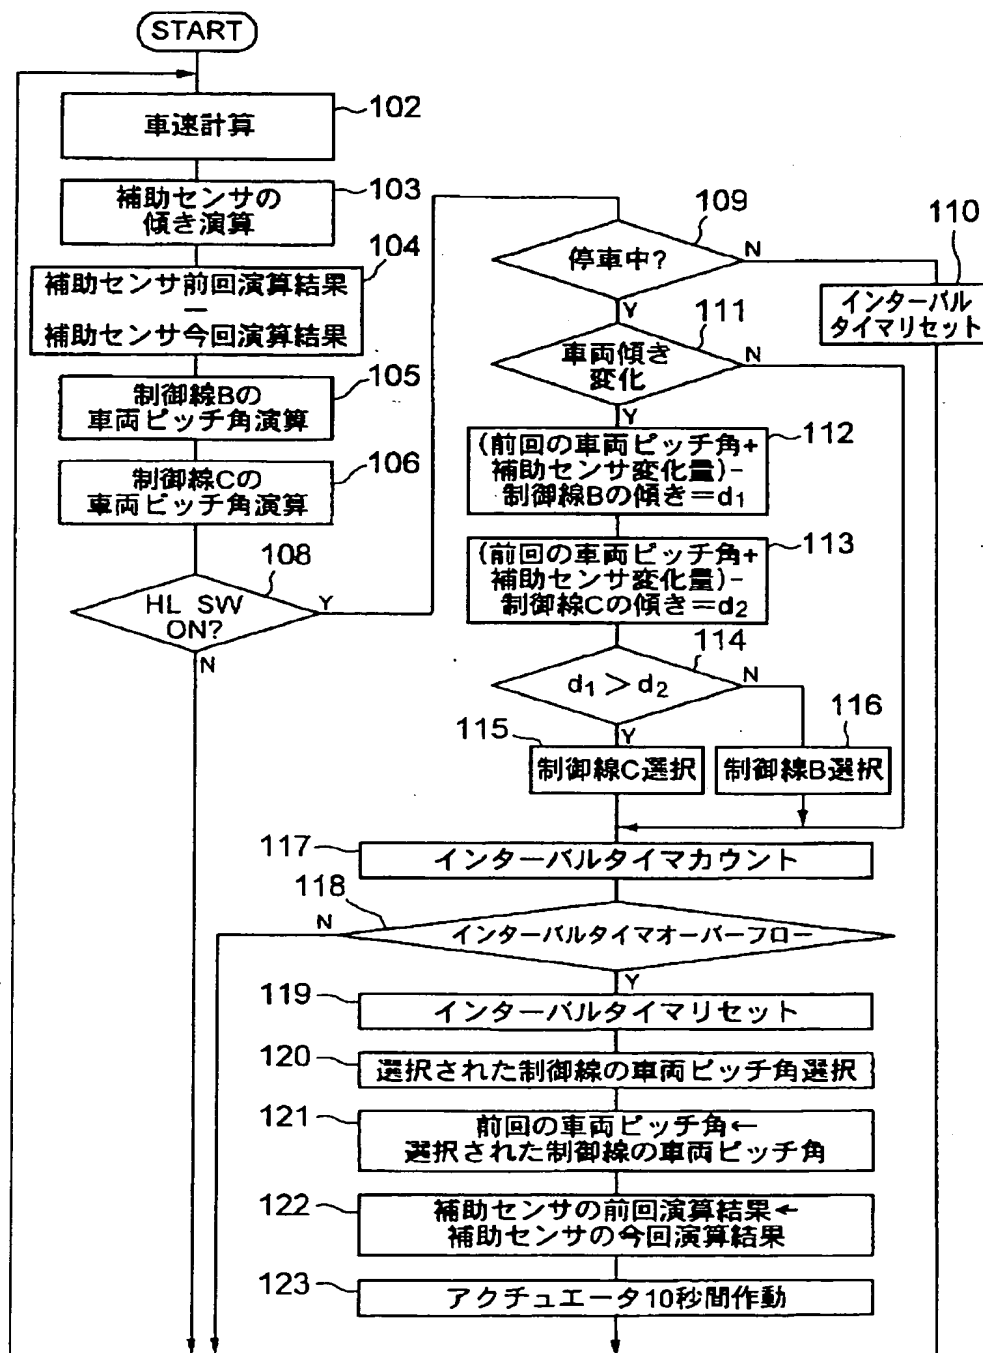 START
102
車速計算
103
補助センサの
傾き演算
104
補助センサ前回演算結果
―
補助センサ今回演算結果
105
制御線Bの
車両ピッチ角演算
106
制御線Cの
車両ピッチ角演算
108
HL SW
ON?
Y
N
109
停車中?
N
Y
110
インターバル
タイマリセット
111
車両傾き
変化
N
Y
112
(前回の車両ピッチ角+
補助センサ変化量)-
制御線Bの傾き=d1
113
(前回の車両ピッチ角+
補助センサ変化量)-
制御線Cの傾き=d2
114
d1>d2
N
Y
115
制御線C選択
116
制御線B選択
117
インターバルタイマカウント
118
インターバルタイマオーバーフロー
N
Y
119
インターバルタイマリセット
120
選択された制御線の車両ピッチ角選択
121
前回の車両ピッチ角←
選択された制御線の車両ピッチ角
122
補助センサの前回演算結果←
補助センサの今回演算結果
123
アクチュエータ10秒間作動